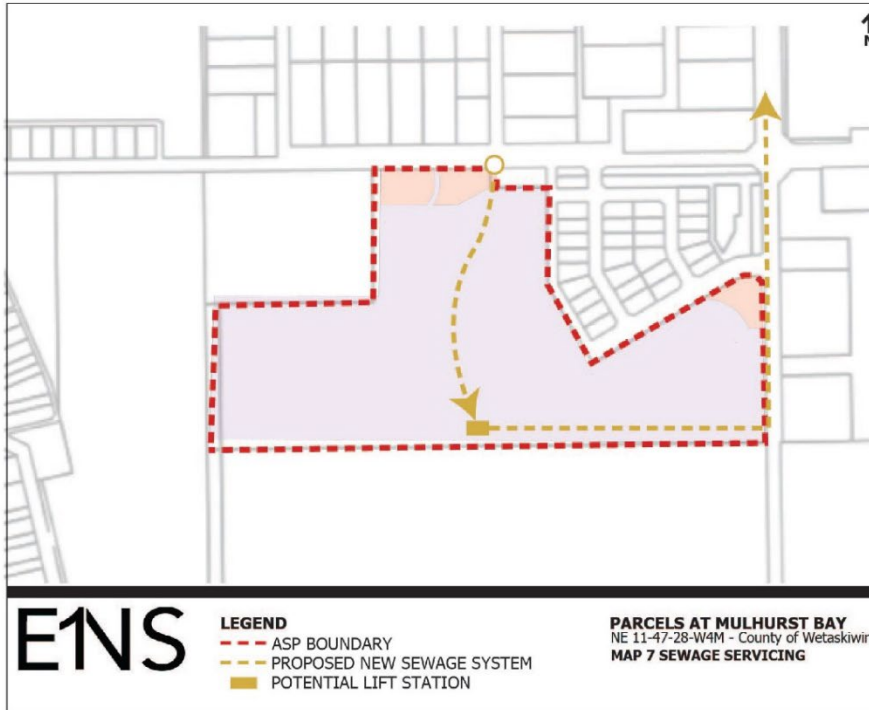 N
E1NS
LEGEND
ASP BOUNDARY
PROPOSED NEW SEWAGE SYSTEM
POTENTIAL LIFT STATION
PARCELS AT MULHURST BAY
NE 11-47-28-W4M - County of Wetaskiwin
MAP 7 SEWAGE SERVICING